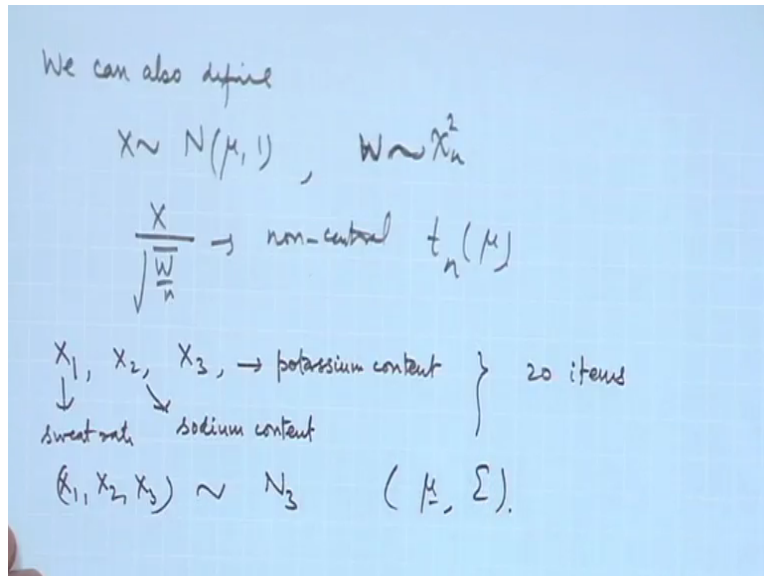 We can also define
X ~ N(μ, 1) , W ~ χ²ₙ
X / √(W/n) → non-central tₙ(μ)
X₁, X₂, X₃, → potassium content } 20 items
↓ ↘
sweat rate sodium content
(X₁, X₂, X₃) ~ N₃ (μ, Σ).